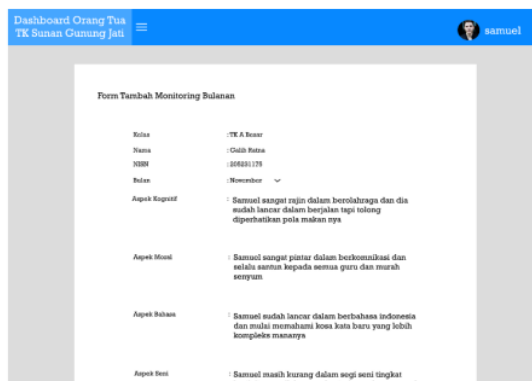 Dashboard Orang Tua
TK Sunan Gunung Jati
samuel
Form Tambah Monitoring Bulanan
Kelas : TK A Besar
Nama : Galih Ratna
NISN : 205231175
Bulan : November
Aspek Kognitif : Samuel sangat rajin dalam berolahraga dan dia
sudah lancar dalam berjalan tapi tolong
diperhatikan pola makan nya
Aspek Moral : Samuel sangat pintar dalam berkomnikasi dan
selalu santun kepada semua guru dan murah
senyum
Aspek Bahasa : Samuel sudah lancar dalam berbahasa indonesia
dan mulai memahami kosa kata baru yang lebih
kompleks mananya
Aspek Seni : Samuel masih kurang dalam segi seni tingkat